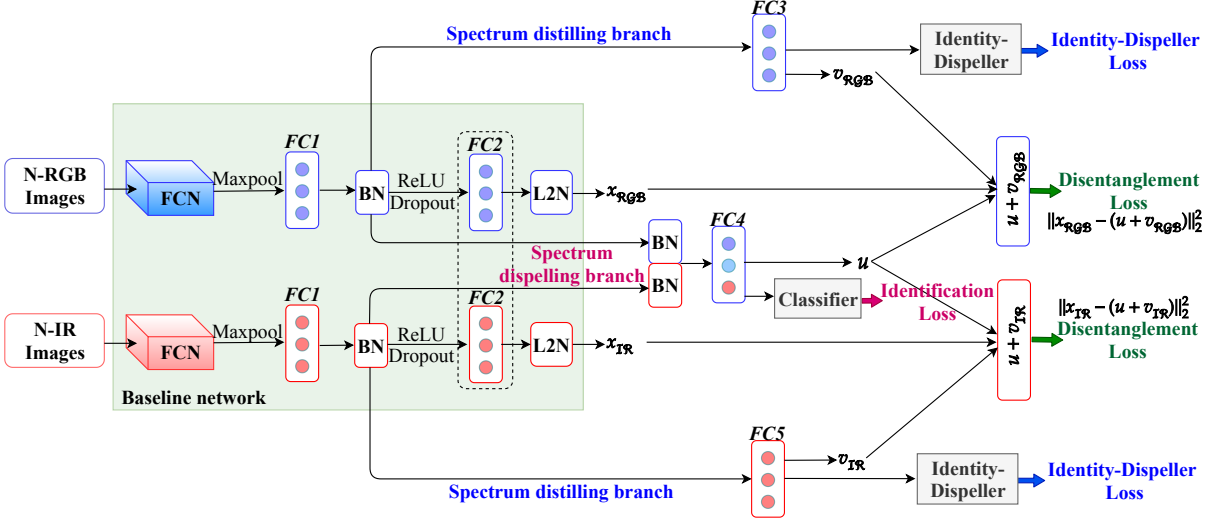 FC3
Spectrum distilling branch
Identity-
Dispeller
Identity-Dispeller
Loss
v_RGB
N-RGB
Images
FCN
Maxpool
FC1
BN
ReLU
Dropout
FC2
L2N
x_RGB
u + v_RGB
Disentanglement
Loss
‖x_RGB − (u + v_RGB)‖₂²
Spectrum
dispelling branch
BN
BN
FC4
u
Classifier
Identification
Loss
N-IR
Images
FCN
Maxpool
FC1
BN
ReLU
Dropout
FC2
L2N
x_IR
u + v_IR
‖x_IR − (u + v_IR)‖₂²
Disentanglement
Loss
Baseline network
FC5
v_IR
Spectrum distilling branch
Identity-
Dispeller
Identity-Dispeller
Loss